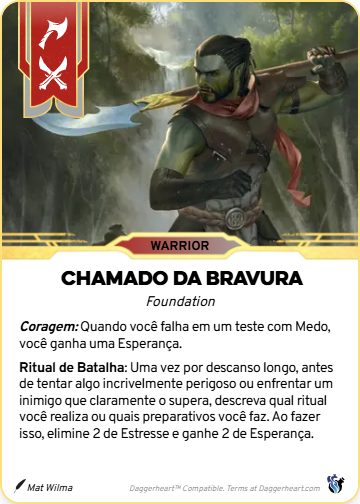 WARRIOR
CHAMADO DA BRAVURA
Foundation
Coragem: Quando você falha em um teste com Medo,
você ganha uma Esperança.
Ritual de Batalha: Uma vez por descanso longo, antes
de tentar algo incrivelmente perigoso ou enfrentar um
inimigo que claramente o supera, descreva qual ritual
você realiza ou quais preparativos você faz. Ao fazer
isso, elimine 2 de Estresse e ganhe 2 de Esperança.
Mat Wilma
Daggerheart™ Compatible. Terms at Daggerheart.com